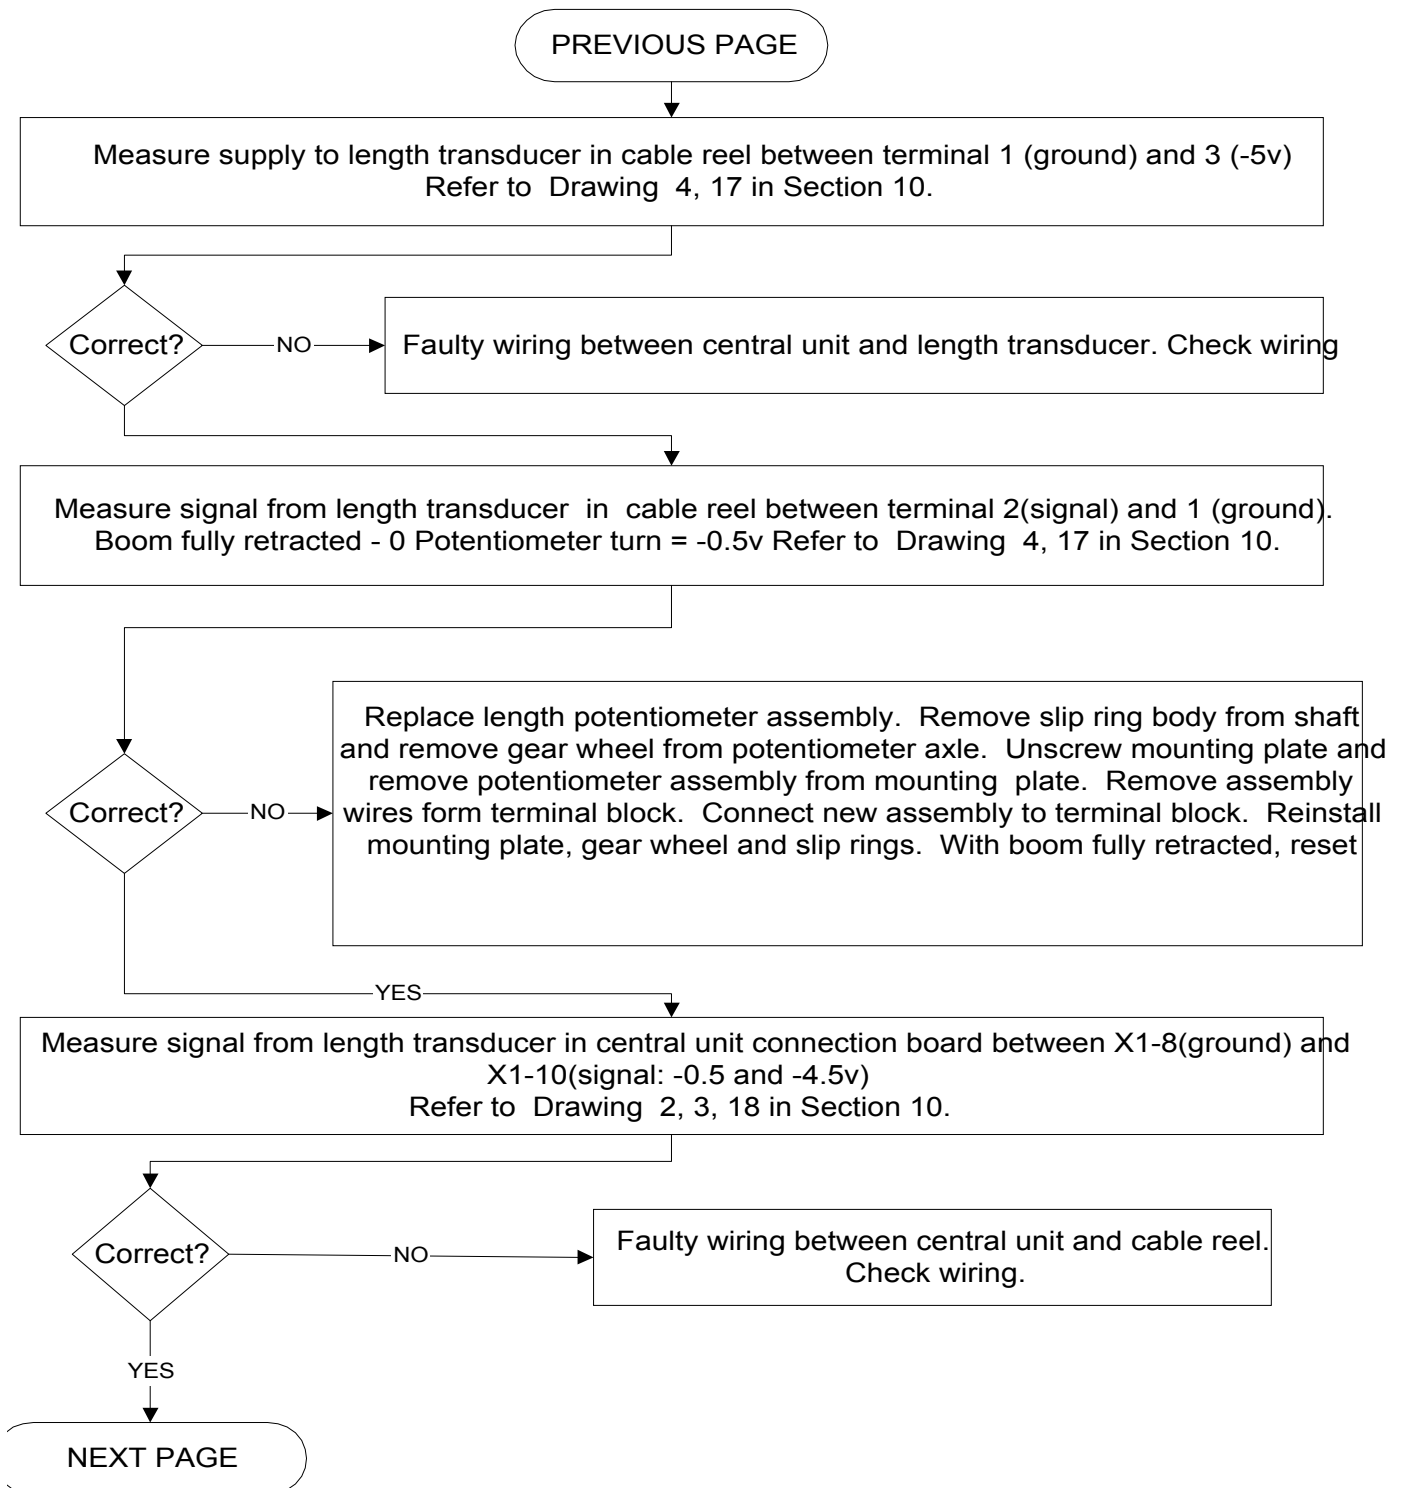 PREVIOUS PAGE
Measure supply to length transducer in cable reel between terminal 1 (ground) and 3 (-5v)
Refer to Drawing 4, 17 in Section 10.
Correct?
NO
Faulty wiring between central unit and length transducer. Check wiring
Measure signal from length transducer in cable reel between terminal 2(signal) and 1 (ground).
Boom fully retracted - 0 Potentiometer turn = -0.5v Refer to Drawing 4, 17 in Section 10.
Replace length potentiometer assembly. Remove slip ring body from shaft
and remove gear wheel from potentiometer axle. Unscrew mounting plate and
remove potentiometer assembly from mounting plate. Remove assembly
wires form terminal block. Connect new assembly to terminal block. Reinstall
mounting plate, gear wheel and slip rings. With boom fully retracted, reset
Correct?
NO
YES
Measure signal from length transducer in central unit connection board between X1-8(ground) and
X1-10(signal: -0.5 and -4.5v)
Refer to Drawing 2, 3, 18 in Section 10.
Correct?
NO
Faulty wiring between central unit and cable reel.
Check wiring.
YES
NEXT PAGE